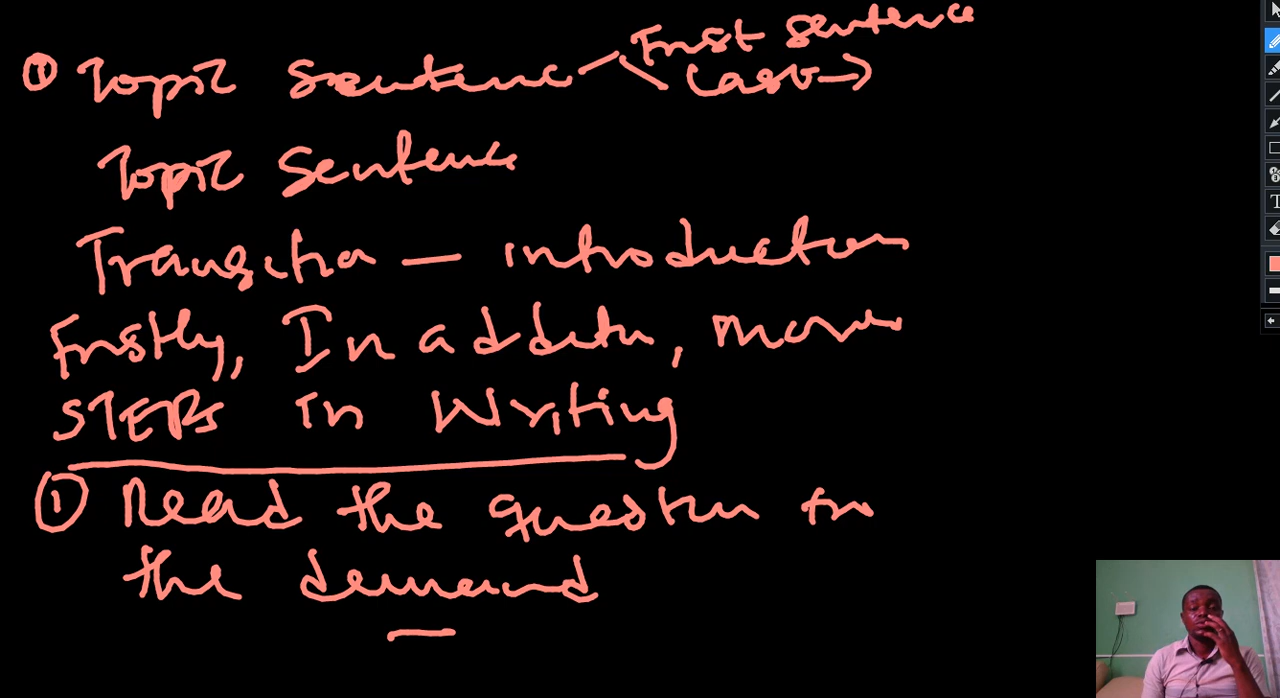 ① Topic Sentence First Sentence
Last →
Topic Sentence
Transition — introduction
Firstly, In addition,
STEPS in Writing
① Read the question
the demand